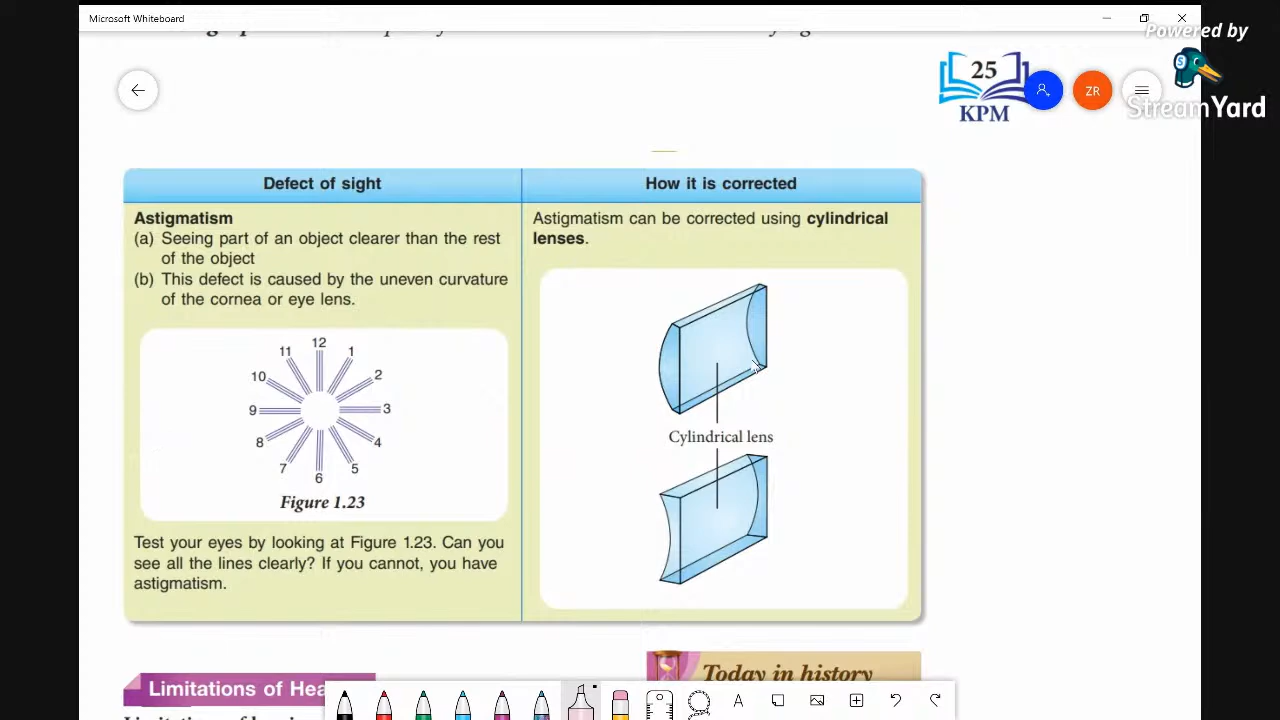 Microsoft Whiteboard
Powered by
StreamYard
25
KPM
ZR
Defect of sight
How it is corrected
Astigmatism
(a) Seeing part of an object clearer than the rest
of the object
(b) This defect is caused by the uneven curvature
of the cornea or eye lens.
12
11
1
10
2
9
3
8
4
7
5
6
Figure 1.23
Test your eyes by looking at Figure 1.23. Can you
see all the lines clearly? If you cannot, you have
astigmatism.
Astigmatism can be corrected using cylindrical
lenses.
Cylindrical lens
Today in history
Limitations of Hea